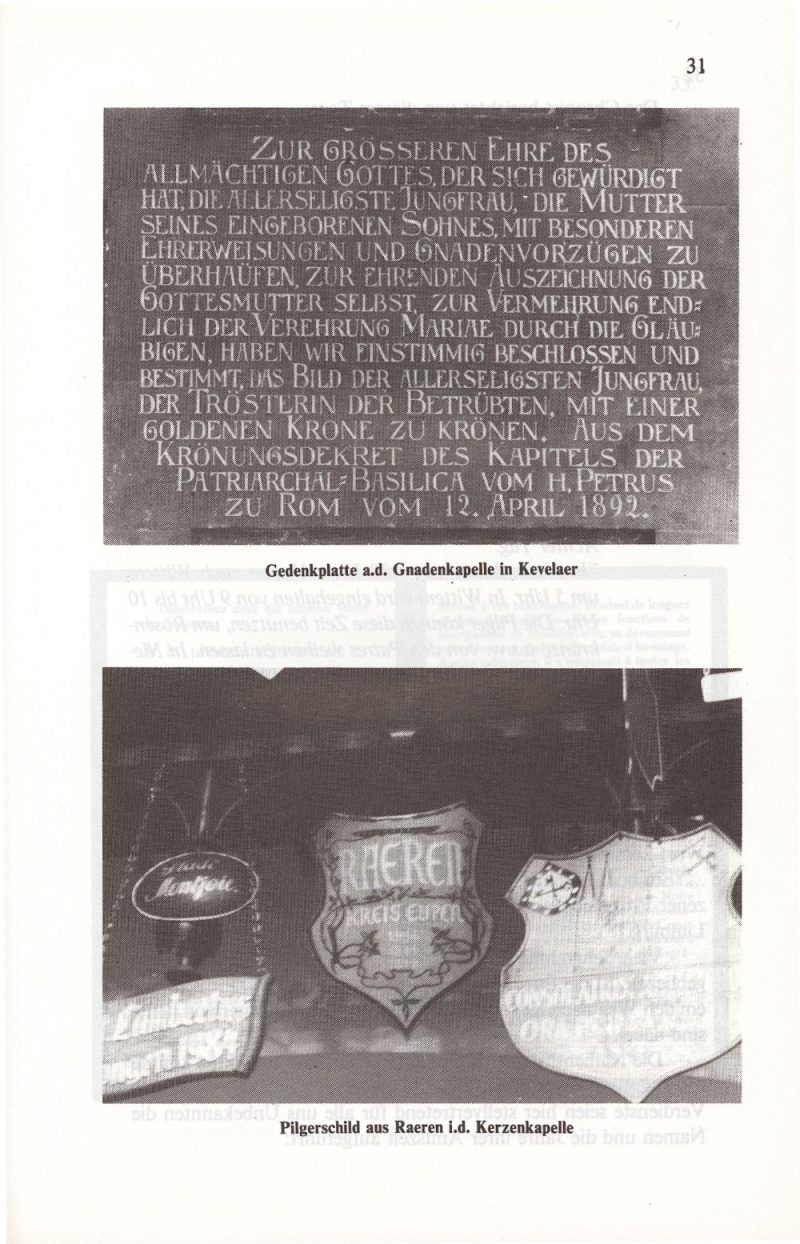 31
ZUR GRÖSSEREN EHRE DES
ALLMÄCHTIGEN GOTTES, DER SICH GEWÜRDIGT
HAT, DIE ALLERSELIGSTE JUNGFRAU, DIE MUTTER
SEINES EINGEBORENEN SOHNES, MIT BESONDEREN
EHRERWEISUNGEN UND GNADENVORZÜGEN ZU
ÜBERHAÜFEN, ZUR EHRENDEN AUSZEICHNUNG DER
GOTTESMUTTER SELBST, ZUR VERMEHRUNG END=
LICH DER VEREHRUNG MARIAE DURCH DIE GLÄU=
BIGEN, HABEN WIR EINSTIMMIG BESCHLOSSEN UND
BESTIMMT, DAS BILD DER ALLERSELIGSTEN JUNGFRAU,
DER TRÖSTERIN DER BETRÜBTEN, MIT EINER
GOLDENEN KRONE ZU KRÖNEN. AUS DEM
KRÖNUNGSDEKRET DES KAPITELS DER
PATRIARCHAL=BASILICA VOM H. PETRUS
ZU ROM VOM 12. APRIL 1892.
Gedenkplatte a.d. Gnadenkapelle in Kevelaer
RAEREN
KREIS EUPEN
1984
Pilgerschild aus Raeren i.d. Kerzenkapelle